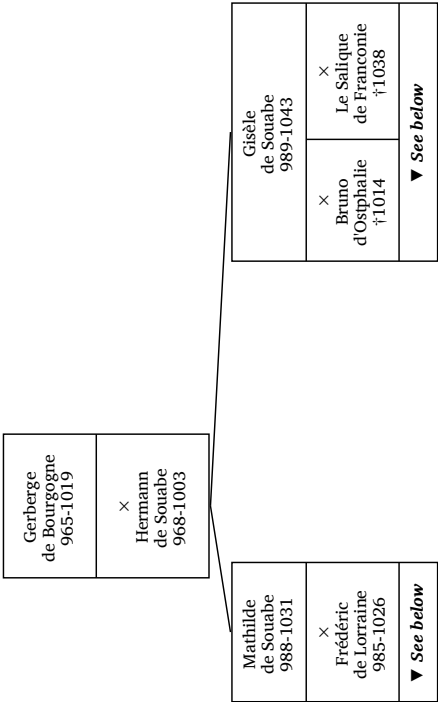 Gerberge
de Bourgogne
965-1019
×
Hermann
de Souabe
968-1003
Mathilde
de Souabe
988-1031
×
Frédéric
de Lorraine
985-1026
▼ See below
Gisèle
de Souabe
989-1043
×
Bruno
d'Ostphalie
†1014
×
Le Salique
de Franconie
†1038
▼ See below